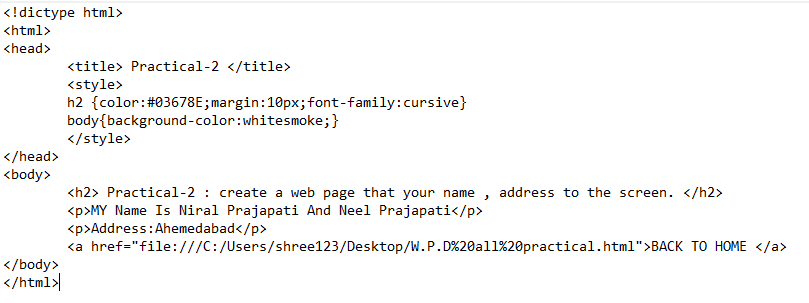 <!dictype html>
<html>
<head>
<title> Practical-2 </title>
<style>
h2 {color:#03678E;margin:10px;font-family:cursive}
body{background-color:whitesmoke;}
</style>
</head>
<body>
<h2> Practical-2 : create a web page that your name , address to the screen. </h2>
<p>MY Name Is Niral Prajapati And Neel Prajapati</p>
<p>Address:Ahemedabad</p>
<a href="file:///C:/Users/shree123/Desktop/W.P.D%20all%20practical.html">BACK TO HOME </a>
</body>
</html>